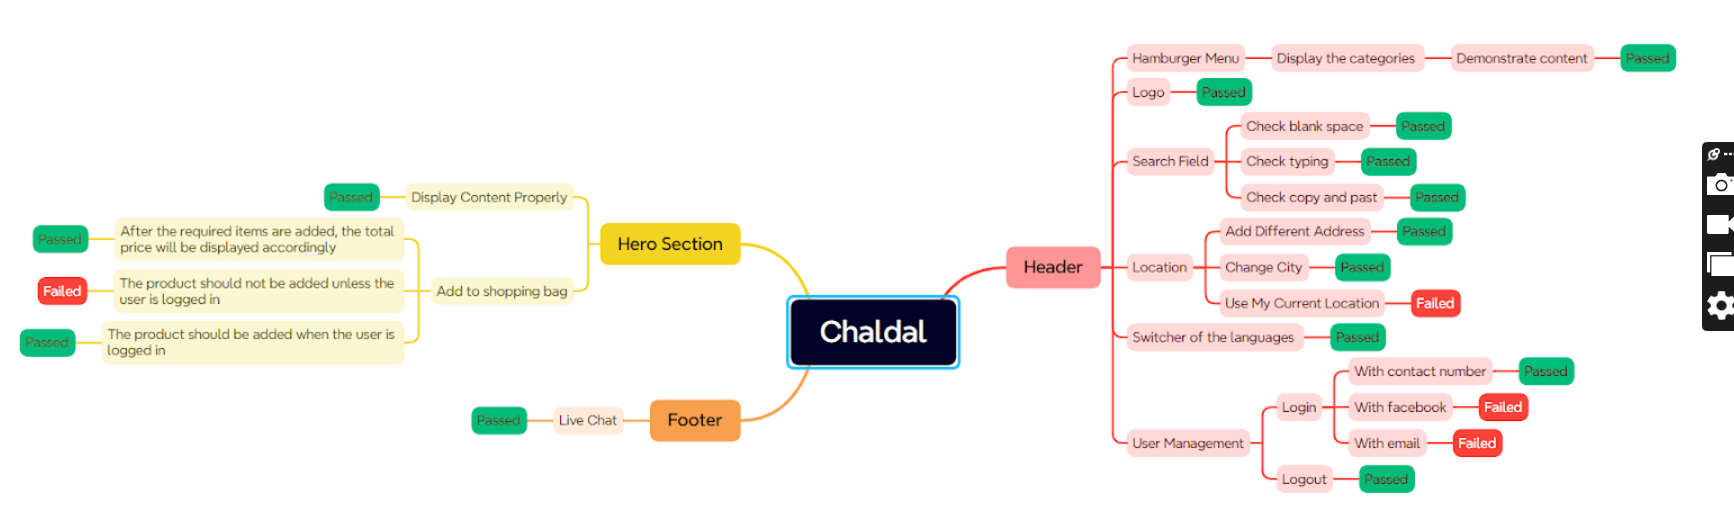 Chaldal
Header
Hamburger Menu
Display the categories
Demonstrate content
Passed
Logo
Passed
Search Field
Check blank space
Passed
Check typing
Passed
Check copy and past
Passed
Location
Add Different Address
Passed
Change City
Passed
Use My Current Location
Failed
Switcher of the languages
Passed
User Management
Login
With contact number
Passed
With facebook
Failed
With email
Failed
Logout
Passed
Hero Section
Display Content Properly
Passed
Add to shopping bag
After the required items are added, the total
price will be displayed accordingly
Passed
The product should not be added unless the
user is logged in
Failed
The product should be added when the user is
logged in
Passed
Footer
Live Chat
Passed